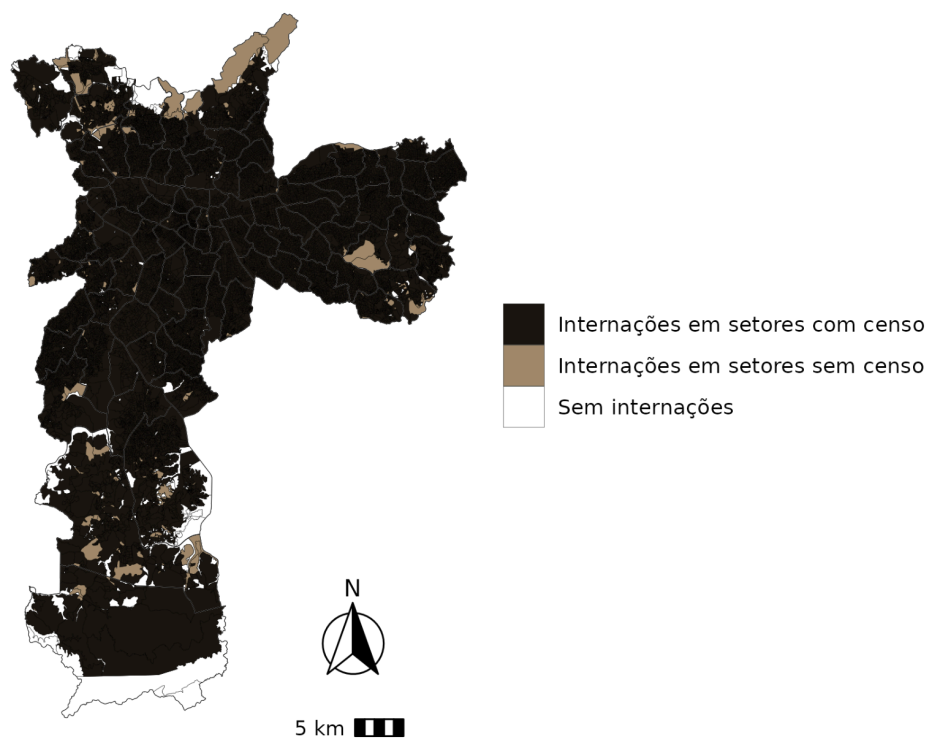 Internações em setores com censo
Internações em setores sem censo
Sem internações
N
5 km